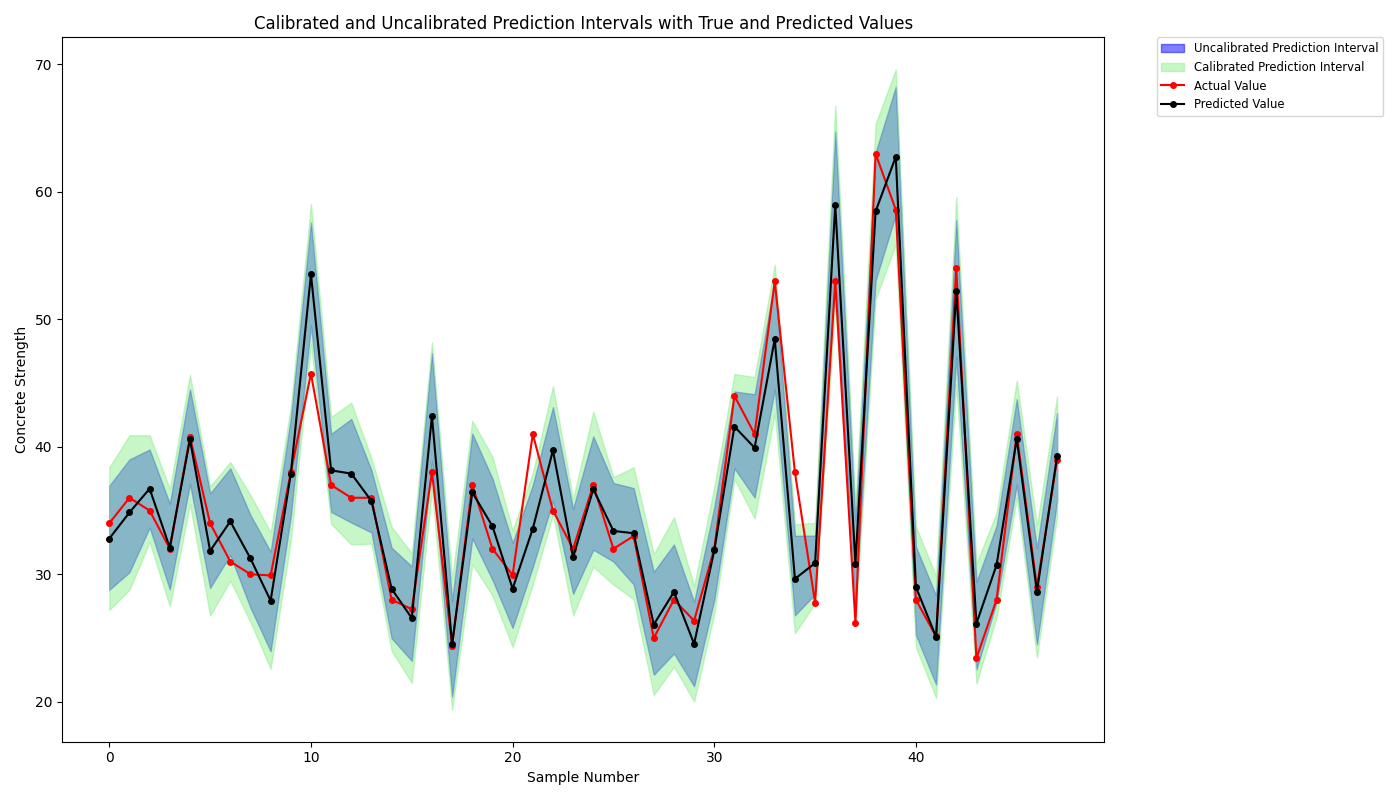 Calibrated and Uncalibrated Prediction Intervals with True and Predicted Values
Uncalibrated Prediction Interval
Calibrated Prediction Interval
Actual Value
Predicted Value
Concrete Strength
70
60
50
40
30
20
0
10
20
30
40
Sample Number